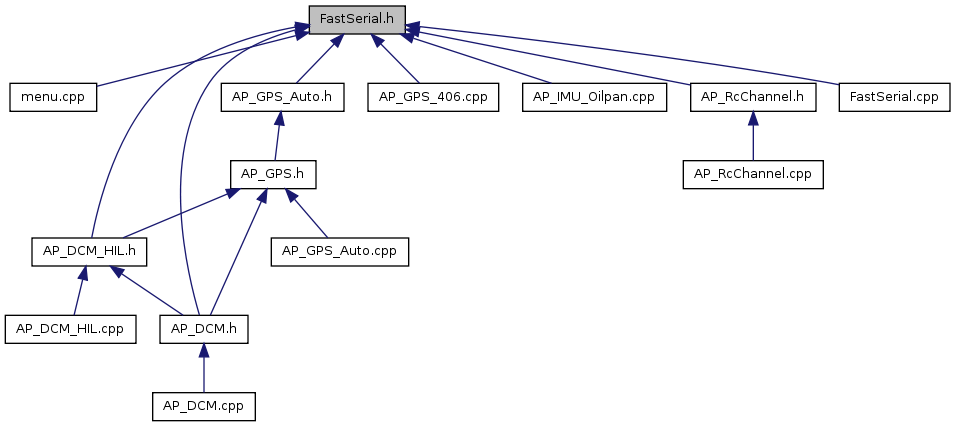 FastSerial.h
menu.cpp
AP_GPS_Auto.h
AP_GPS_406.cpp
AP_IMU_Oilpan.cpp
AP_RcChannel.h
FastSerial.cpp
AP_GPS.h
AP_RcChannel.cpp
AP_DCM_HIL.h
AP_GPS_Auto.cpp
AP_DCM_HIL.cpp
AP_DCM.h
AP_DCM.cpp